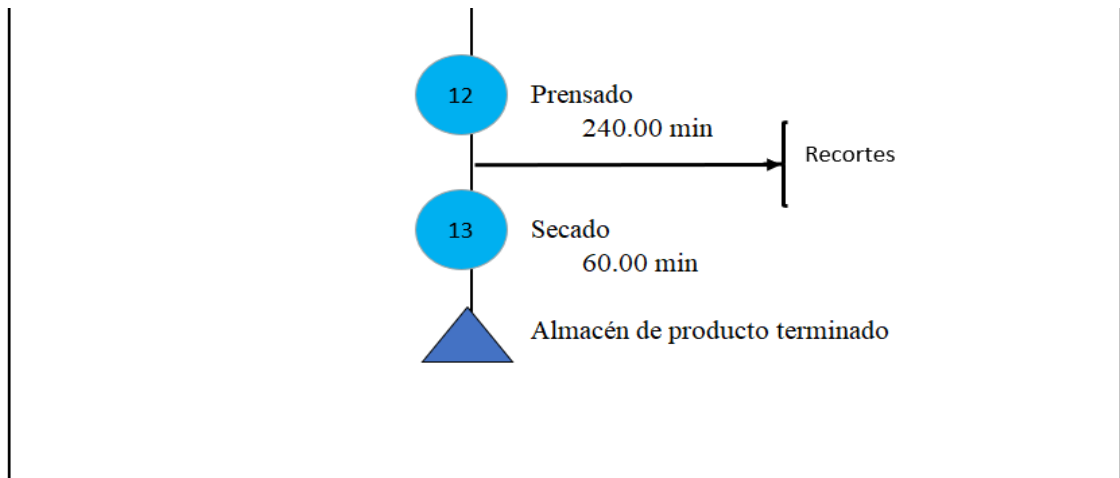 12
Prensado
240.00 min
Recortes
13
Secado
60.00 min
Almacén de producto terminado